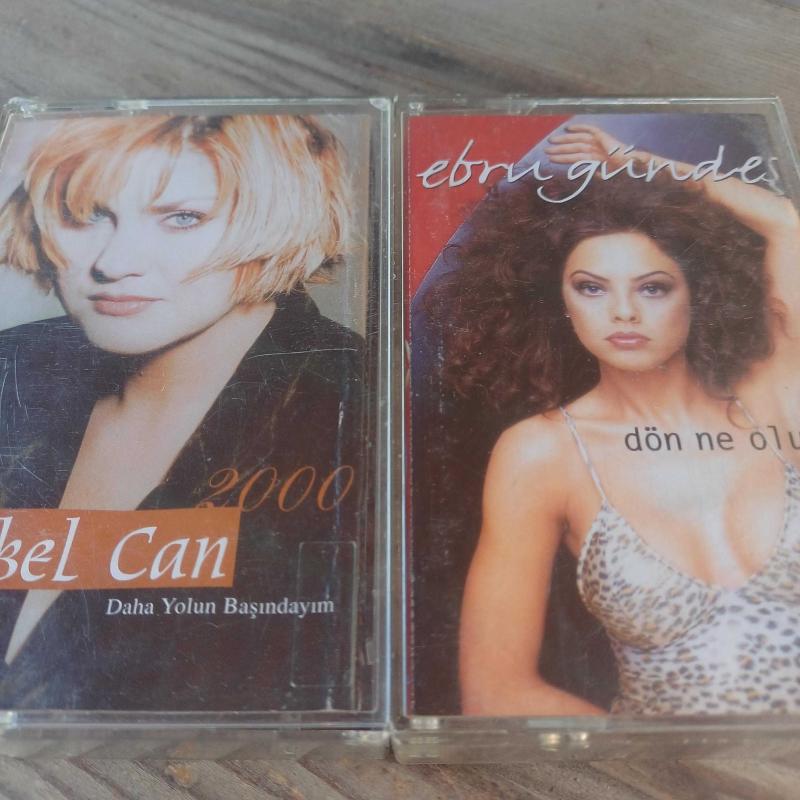 2000
bel Can
Daha Yolun Başındayım
ebru gündeş
dön ne olu